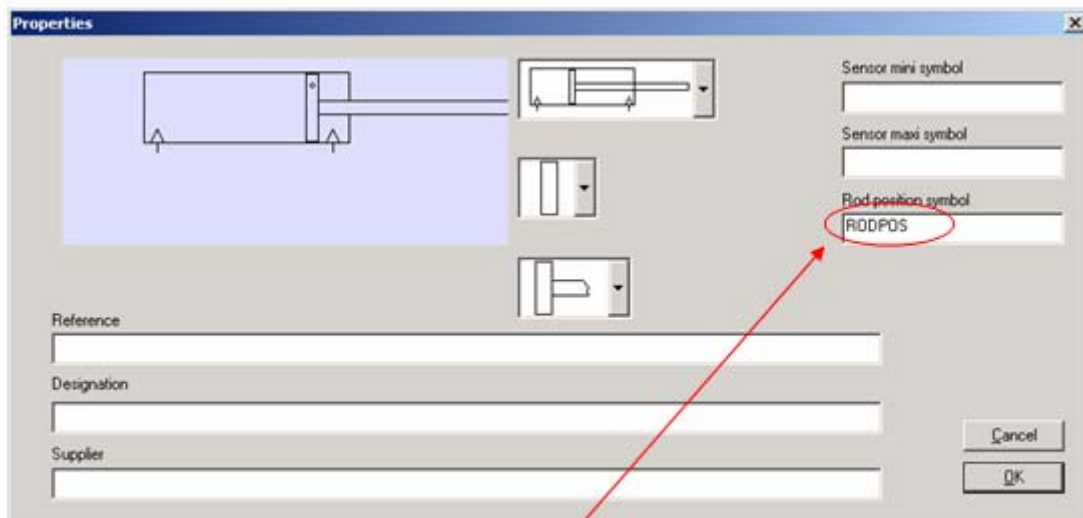 Properties
Sensor mini symbol
Sensor maxi symbol
Rod position symbol
RODPOS
Reference
Designation
Supplier
Cancel
OK